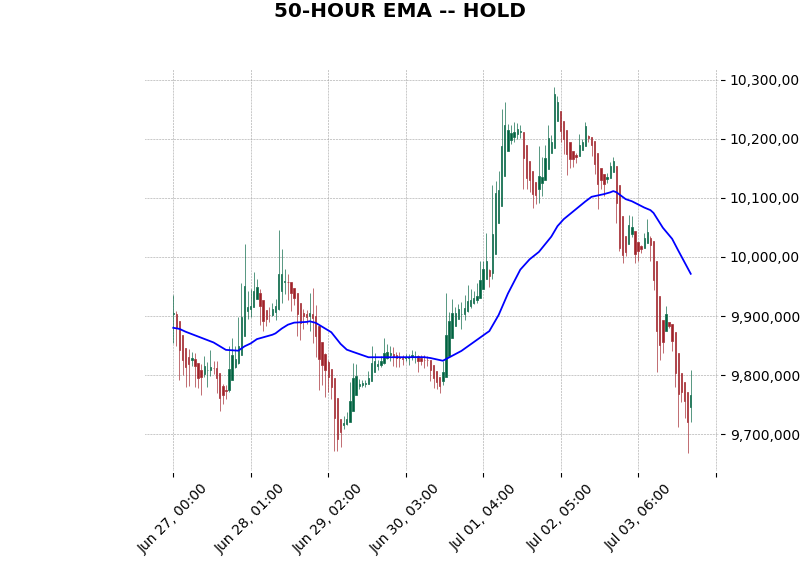 50-HOUR EMA -- HOLD
10,300,00
10,200,00
10,100,00
10,000,00
9,900,000
9,800,000
9,700,000
Jun 27, 00:00
Jun 28, 01:00
Jun 29, 02:00
Jun 30, 03:00
Jul 01, 04:00
Jul 02, 05:00
Jul 03, 06:00